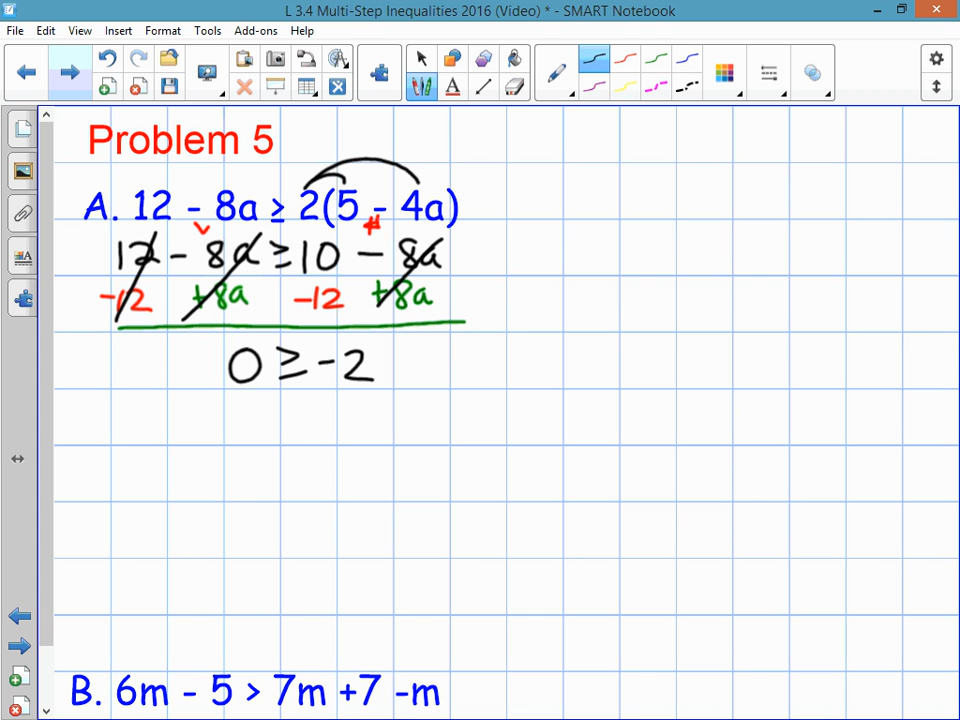 L 3.4 Multi-Step Inequalities 2016 (Video) * - SMART Notebook
File Edit View Insert Format Tools Add-ons Help
Problem 5
A. 12 - 8a ≥ 2(5 - 4a)
12 - 8a ≥ 10 - 8a
-12 +8a -12 +8a
0 ≥ -2
B. 6m - 5 > 7m +7 -m